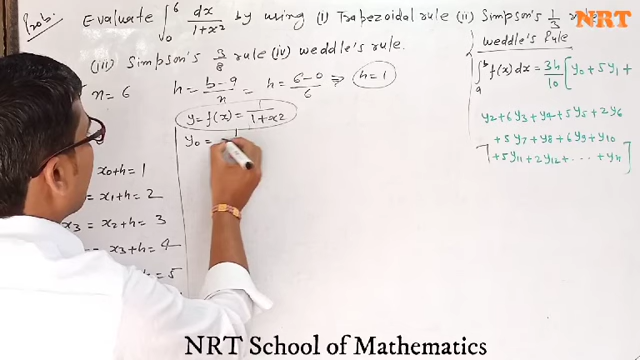 Prob:
Evaluate ∫₀⁶ dx/(1+x²) by using (i) Trapezoidal rule (ii) Simpson's 1/3 rule
(iii) Simpson's 3/8 rule (iv) weddle's rule.
NRT
n = 6
h = (b-a)/n = h = (6-0)/6 ⇒ h = 1
y = f(x) = 1/(1+x2)
y₀ =
x₀+h = 1
= x₁+h = 2
x₃ = x₂+h = 3
= x₃+h = 4
+h = 5
weddle's Rule
∫ₐᵇ f(x) dx = 3h/10 [y₀ + 5y₁ +
y₂ + 6y₃ + y₄ + 5y₅ + 2y₆
+ 5y₇ + y₈ + 6y₉ + y₁₀
+ 5y₁₁ + 2y₁₂ + ... + yₙ]
NRT School of Mathematics